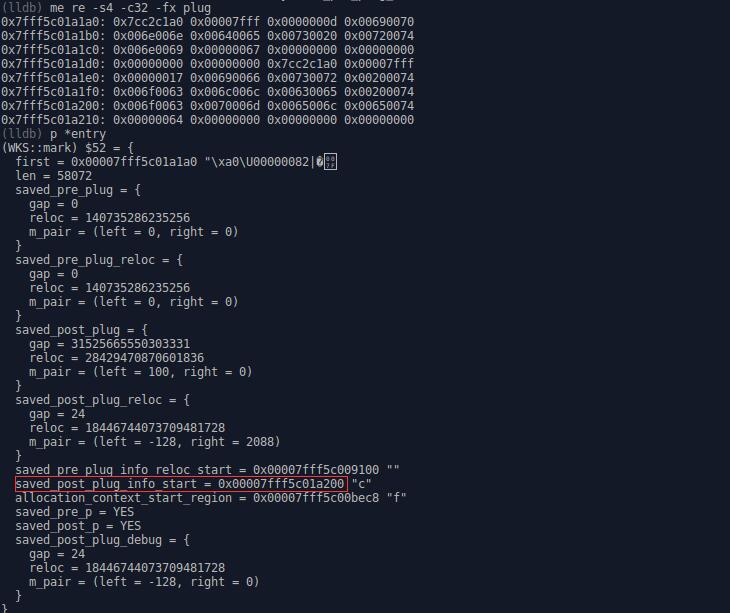 (lldb) me re -s4 -c32 -fx plug
0x7fff5c01a1a0: 0x7cc2c1a0 0x00007fff 0x0000000d 0x00690070
0x7fff5c01a1b0: 0x006e006e 0x00640065 0x00730020 0x00720074
0x7fff5c01a1c0: 0x006e0069 0x00000067 0x00000000 0x00000000
0x7fff5c01a1d0: 0x00000000 0x00000000 0x7cc2c1a0 0x00007fff
0x7fff5c01a1e0: 0x00000017 0x00690066 0x00730072 0x00200074
0x7fff5c01a1f0: 0x006f0063 0x006c006c 0x00630065 0x00200074
0x7fff5c01a200: 0x006f0063 0x0070006d 0x0065006c 0x00650074
0x7fff5c01a210: 0x00000064 0x00000000 0x00000000 0x00000000
(lldb) p *entry
(WKS::mark) $52 = {
first = 0x00007fff5c01a1a0 "\xa0\U00000082|�
len = 58072
saved_pre_plug = {
gap = 0
reloc = 140735286235256
m_pair = (left = 0, right = 0)
}
saved_pre_plug_reloc = {
gap = 0
reloc = 140735286235256
m_pair = (left = 0, right = 0)
}
saved_post_plug = {
gap = 31525665550303331
reloc = 28429470870601836
m_pair = (left = 100, right = 0)
}
saved_post_plug_reloc = {
gap = 24
reloc = 18446744073709481728
m_pair = (left = -128, right = 2088)
}
saved_pre_plug_info_reloc_start = 0x00007fff5c009100 ""
saved_post_plug_info_start = 0x00007fff5c01a200 "c"
allocation_context_start_region = 0x00007fff5c00bec8 "f"
saved_pre_p = YES
saved_post_p = YES
saved_post_plug_debug = {
gap = 24
reloc = 18446744073709481728
m_pair = (left = -128, right = 0)
}
}